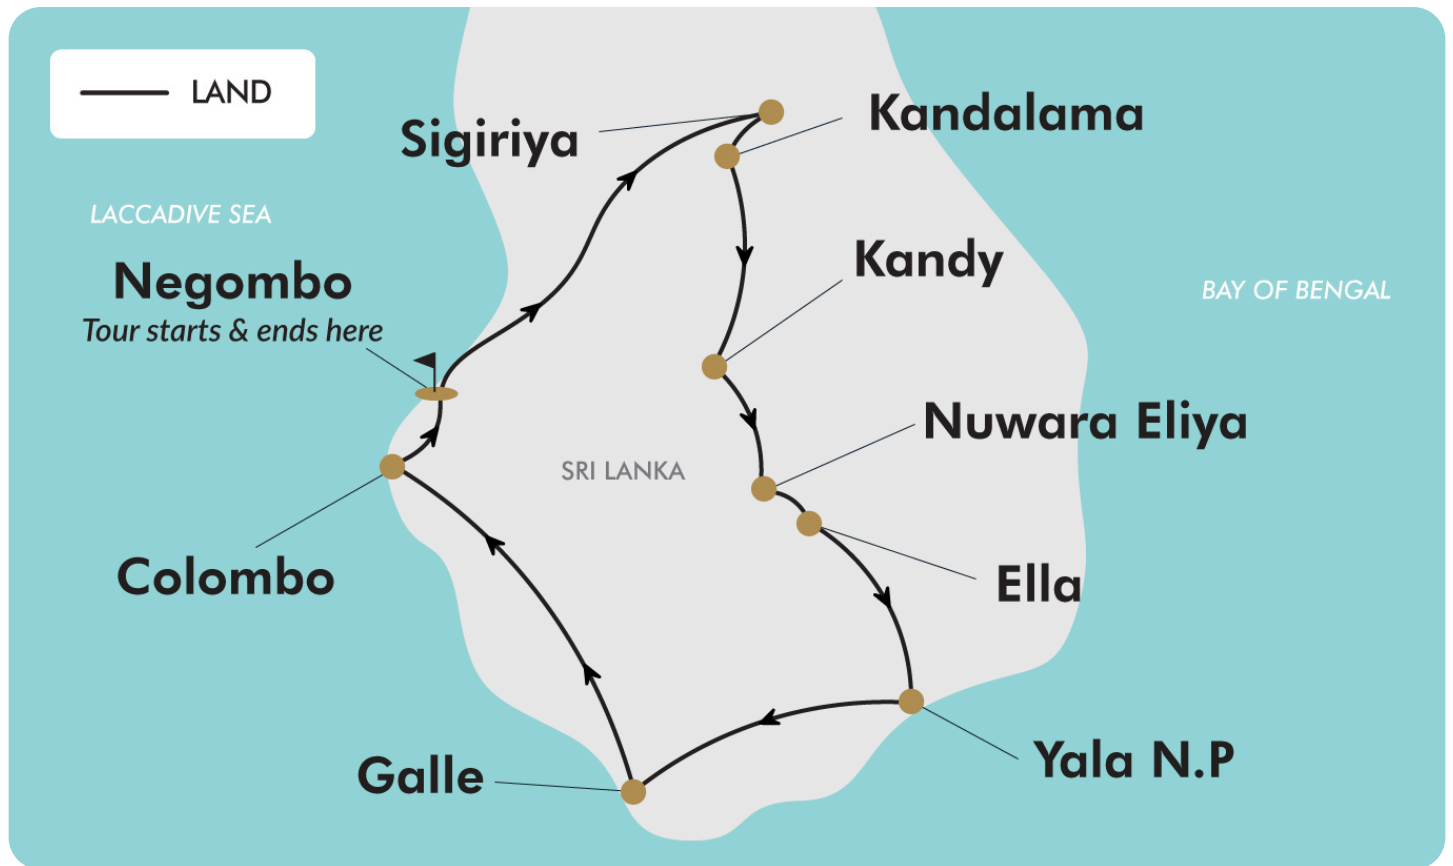 LAND
Sigiriya
Kandalama
LACCADIVE SEA
Negombo
Tour starts & ends here
Kandy
BAY OF BENGAL
Nuwara Eliya
SRI LANKA
Colombo
Ella
Galle
Yala N.P